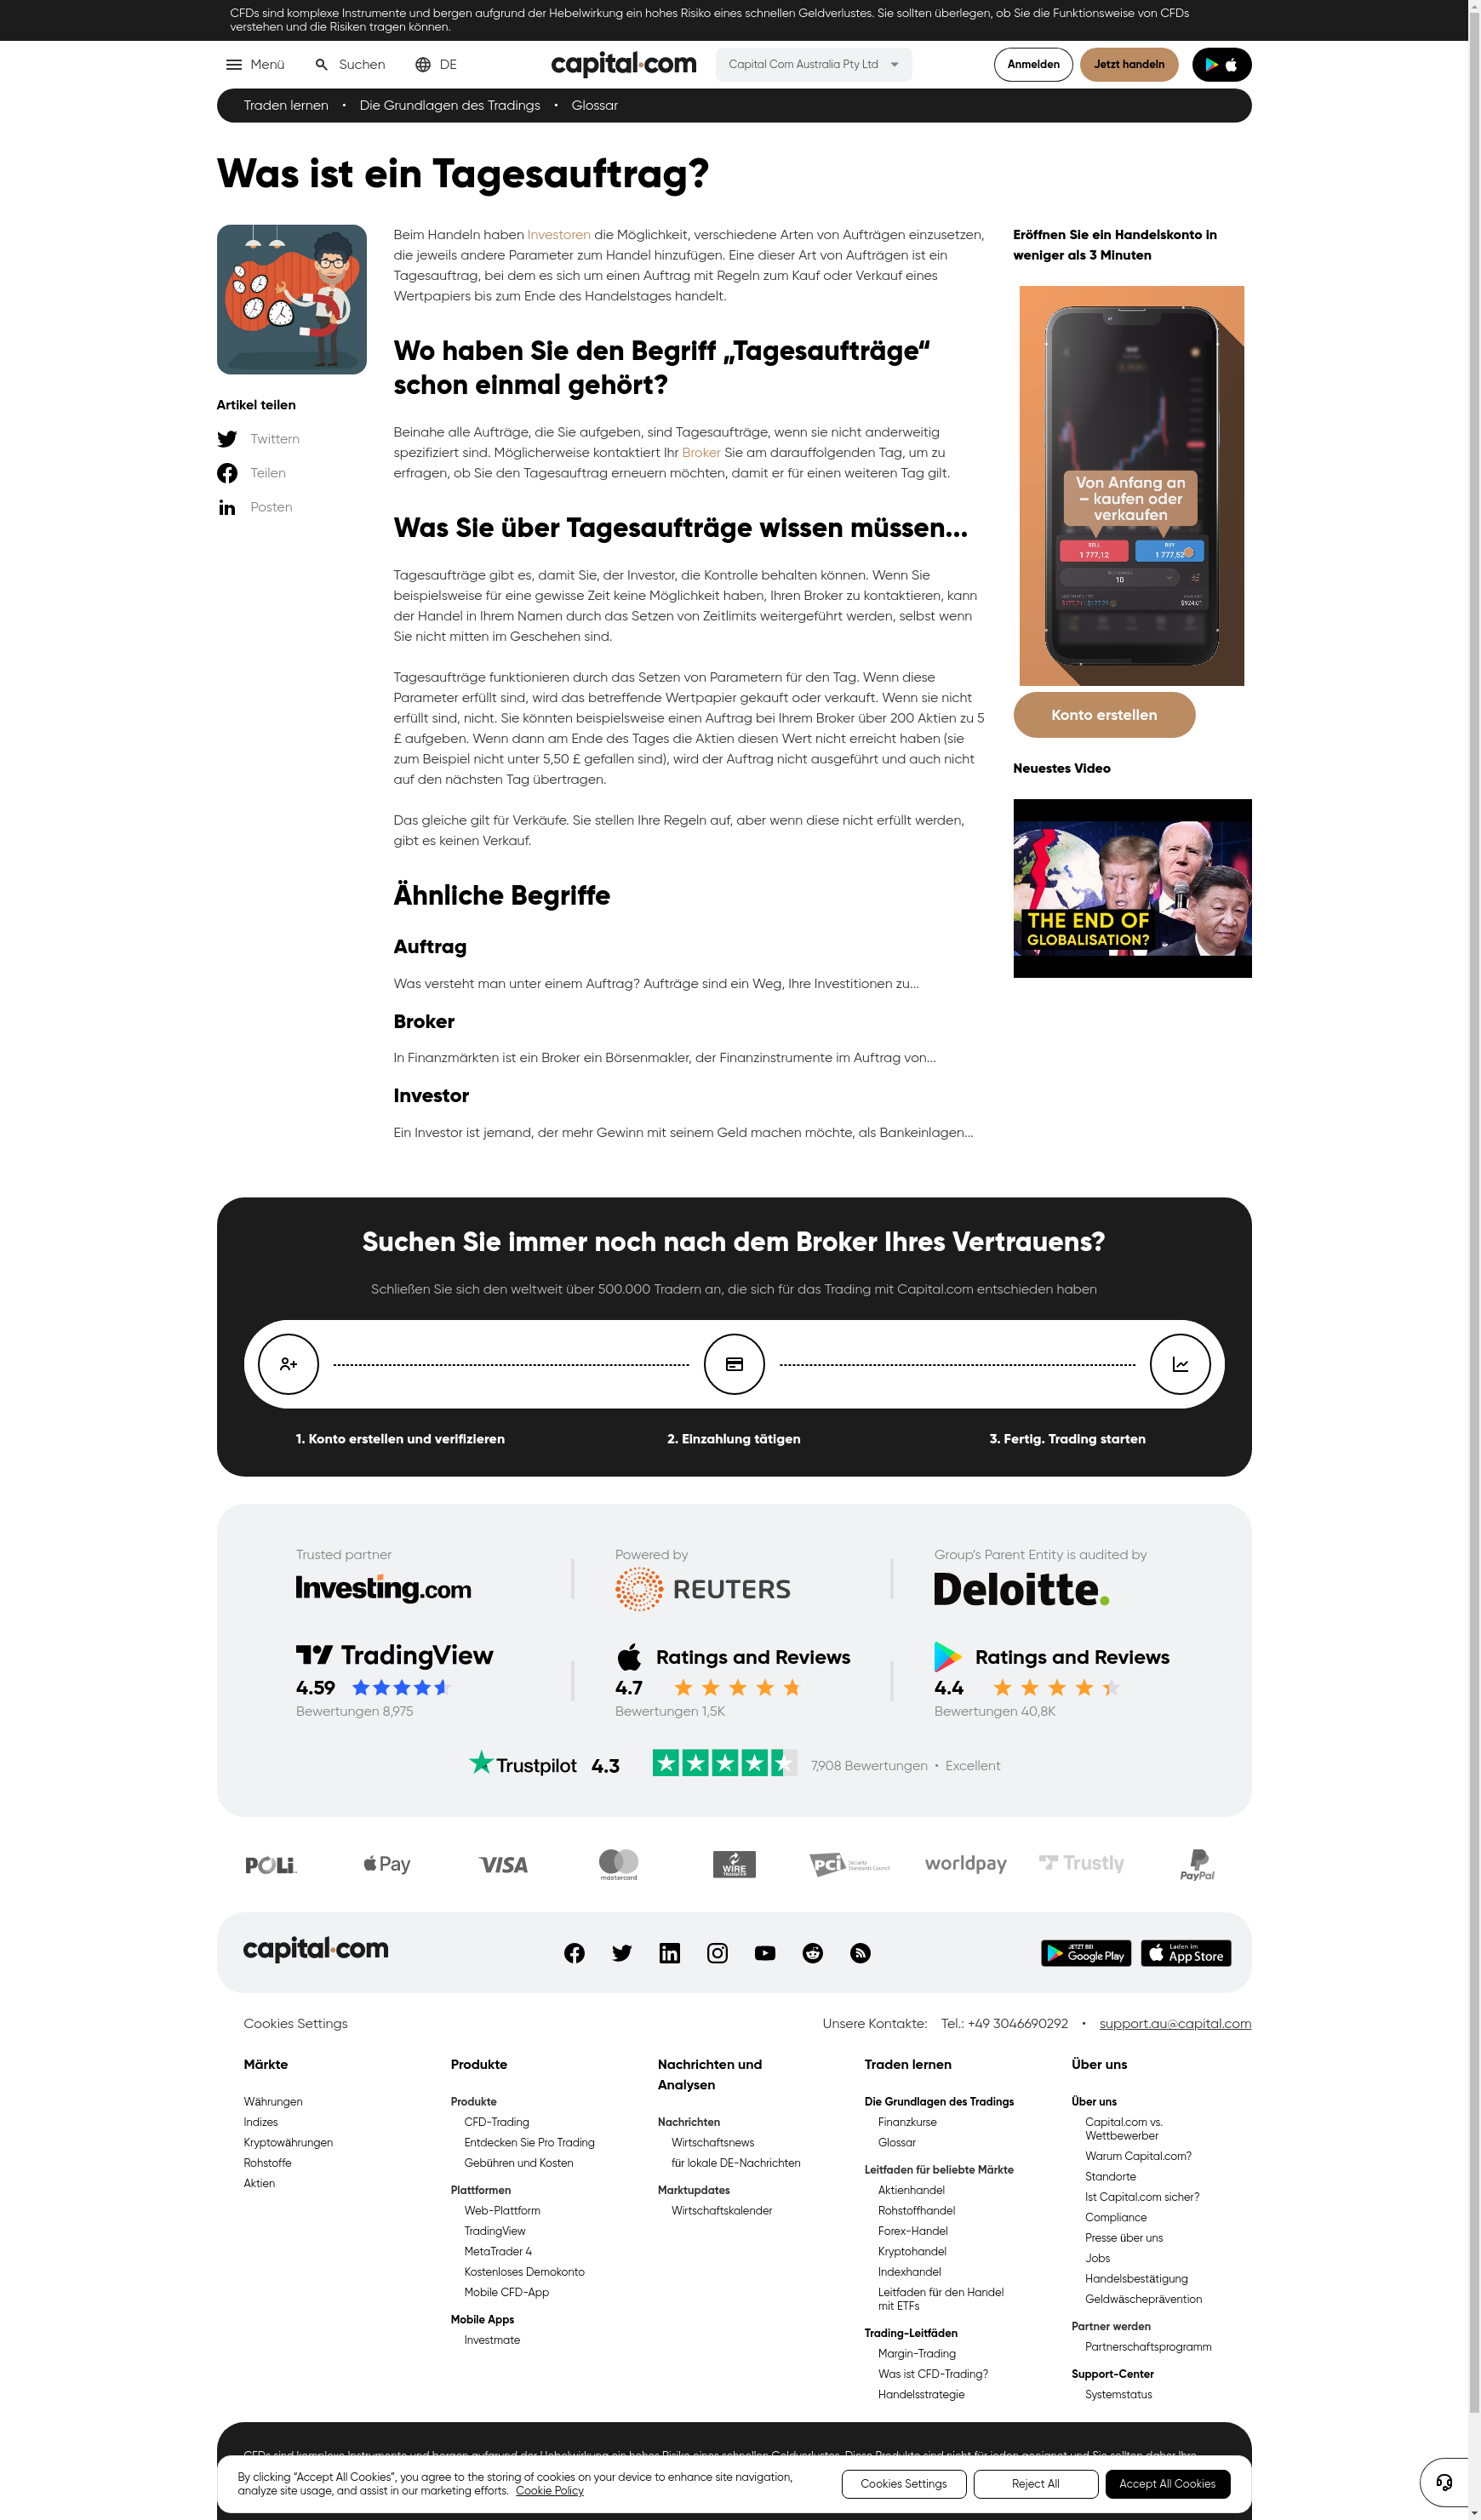 CFDs sind komplexe Instrumente und bergen aufgrund der Hebelwirkung ein hohes Risiko eines schnellen Geldverlustes. Sie sollten überlegen, ob Sie die Funktionsweise von CFDs
verstehen und die Risiken tragen können.
Menü
Suchen
DE
capital.com
Capital Com Australia Pty Ltd
Anmelden
Jetzt handeln
Traden lernen • Die Grundlagen des Tradings • Glossar
Was ist ein Tagesauftrag?
Artikel teilen
Twittern
Teilen
Posten
Beim Handeln haben Investoren die Möglichkeit, verschiedene Arten von Aufträgen einzusetzen,
die jeweils andere Parameter zum Handel hinzufügen. Eine dieser Art von Aufträgen ist ein
Tagesauftrag, bei dem es sich um einen Auftrag mit Regeln zum Kauf oder Verkauf eines
Wertpapiers bis zum Ende des Handelstages handelt.
Wo haben Sie den Begriff „Tagesaufträge“
schon einmal gehört?
Beinahe alle Aufträge, die Sie aufgeben, sind Tagesaufträge, wenn sie nicht anderweitig
spezifiziert sind. Möglicherweise kontaktiert Ihr Broker Sie am darauffolgenden Tag, um zu
erfragen, ob Sie den Tagesauftrag erneuern möchten, damit er für einen weiteren Tag gilt.
Was Sie über Tagesaufträge wissen müssen...
Tagesaufträge gibt es, damit Sie, der Investor, die Kontrolle behalten können. Wenn Sie
beispielsweise für eine gewisse Zeit keine Möglichkeit haben, Ihren Broker zu kontaktieren, kann
der Handel in Ihrem Namen durch das Setzen von Zeitlimits weitergeführt werden, selbst wenn
Sie nicht mitten im Geschehen sind.
Tagesaufträge funktionieren durch das Setzen von Parametern für den Tag. Wenn diese
Parameter erfüllt sind, wird das betreffende Wertpapier gekauft oder verkauft. Wenn sie nicht
erfüllt sind, nicht. Sie könnten beispielsweise einen Auftrag bei Ihrem Broker über 200 Aktien zu 5
£ aufgeben. Wenn dann am Ende des Tages die Aktien diesen Wert nicht erreicht haben (sie
zum Beispiel nicht unter 5,50 £ gefallen sind), wird der Auftrag nicht ausgeführt und auch nicht
auf den nächsten Tag übertragen.
Das gleiche gilt für Verkäufe. Sie stellen Ihre Regeln auf, aber wenn diese nicht erfüllt werden,
gibt es keinen Verkauf.
Ähnliche Begriffe
Auftrag
Was versteht man unter einem Auftrag? Aufträge sind ein Weg, Ihre Investitionen zu...
Broker
In Finanzmärkten ist ein Broker ein Börsenmakler, der Finanzinstrumente im Auftrag von...
Investor
Ein Investor ist jemand, der mehr Gewinn mit seinem Geld machen möchte, als Bankeinlagen...
Eröffnen Sie ein Handelskonto in
weniger als 3 Minuten
Von Anfang an
– kaufen oder
verkaufen
SELL
1 777,12
BUY
1 777,52
10
Konto erstellen
Neuestes Video
THE END OF
GLOBALISATION?
Suchen Sie immer noch nach dem Broker Ihres Vertrauens?
Schließen Sie sich den weltweit über 500.000 Tradern an, die sich für das Trading mit Capital.com entschieden haben
1. Konto erstellen und verifizieren
2. Einzahlung tätigen
3. Fertig. Trading starten
Trusted partner
Investing.com
Powered by
REUTERS
Group's Parent Entity is audited by
Deloitte.
TradingView
4.59
Bewertungen 8,975
Ratings and Reviews
4.7
Bewertungen 1,5K
Ratings and Reviews
4.4
Bewertungen 40,8K
Trustpilot 4.3
7,908 Bewertungen • Excellent
POLi
Pay
VISA
mastercard
WIRE
TRANSFER
PCI Security
Standards Council
worldpay
Trustly
PayPal
capital.com
JETZT BEI
Google Play
Laden im
App Store
Cookies Settings
Unsere Kontakte: Tel.: +49 3046690292 • support.au@capital.com
Märkte
Währungen
Indizes
Kryptowährungen
Rohstoffe
Aktien
Produkte
Produkte
CFD-Trading
Entdecken Sie Pro Trading
Gebühren und Kosten
Plattformen
Web-Plattform
TradingView
MetaTrader 4
Kostenloses Demokonto
Mobile CFD-App
Mobile Apps
Investmate
Nachrichten und
Analysen
Nachrichten
Wirtschaftsnews
für lokale DE-Nachrichten
Marktupdates
Wirtschaftskalender
Traden lernen
Die Grundlagen des Tradings
Finanzkurse
Glossar
Leitfaden für beliebte Märkte
Aktienhandel
Rohstoffhandel
Forex-Handel
Kryptohandel
Indexhandel
Leitfaden für den Handel
mit ETFs
Trading-Leitfäden
Margin-Trading
Was ist CFD-Trading?
Handelsstrategie
Über uns
Über uns
Capital.com vs.
Wettbewerber
Warum Capital.com?
Standorte
Ist Capital.com sicher?
Compliance
Presse über uns
Jobs
Handelsbestätigung
Geldwäscheprävention
Partner werden
Partnerschaftsprogramm
Support-Center
Systemstatus
CFDs sind komplexe Instrumente und bergen aufgrund der Hebelwirkung ein hohes Risiko eines schnellen Geldverlustes. Diese Produkte sind nicht für jeden geeignet und Sie sollten daher Ihre
By clicking “Accept All Cookies”, you agree to the storing of cookies on your device to enhance site navigation,
analyze site usage, and assist in our marketing efforts. Cookie Policy
Cookies Settings
Reject All
Accept All Cookies